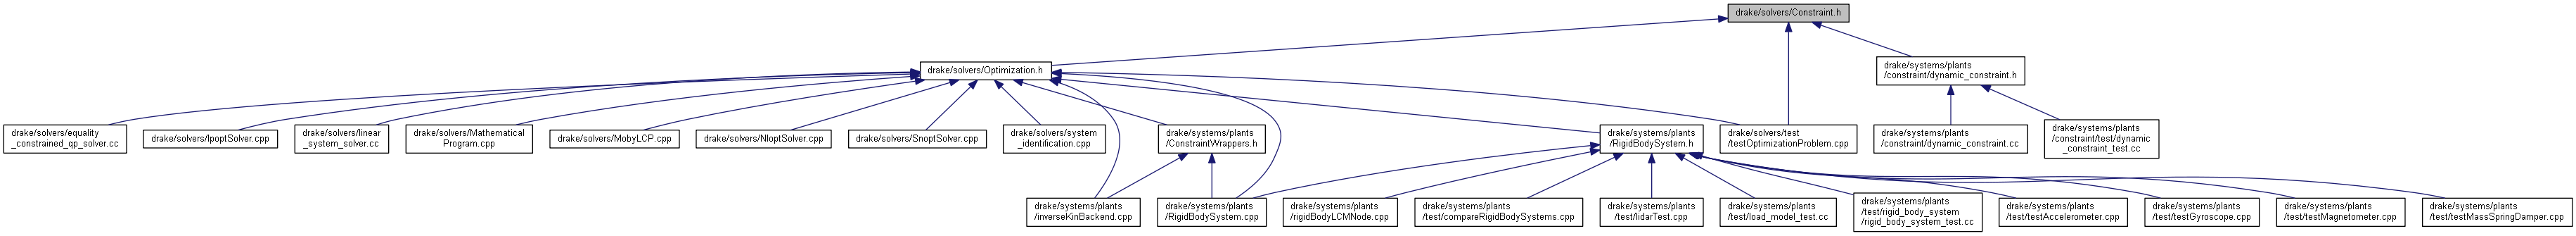 drake/solvers/Constraint.h
drake/solvers/Optimization.h
drake/systems/plants
/constraint/dynamic_constraint.h
drake/solvers/equality
_constrained_qp_solver.cc
drake/solvers/IpoptSolver.cpp
drake/solvers/linear
_system_solver.cc
drake/solvers/Mathematical
Program.cpp
drake/solvers/MobyLCP.cpp
drake/solvers/NloptSolver.cpp
drake/solvers/SnoptSolver.cpp
drake/solvers/system
_identification.cpp
drake/systems/plants
/ConstraintWrappers.h
drake/systems/plants
/RigidBodySystem.h
drake/solvers/test
/testOptimizationProblem.cpp
drake/systems/plants
/constraint/dynamic_constraint.cc
drake/systems/plants
/constraint/test/dynamic
_constraint_test.cc
drake/systems/plants
/inverseKinBackend.cpp
drake/systems/plants
/RigidBodySystem.cpp
drake/systems/plants
/rigidBodyLCMNode.cpp
drake/systems/plants
/test/compareRigidBodySystems.cpp
drake/systems/plants
/test/lidarTest.cpp
drake/systems/plants
/test/load_model_test.cc
drake/systems/plants
/test/rigid_body_system
/rigid_body_system_test.cc
drake/systems/plants
/test/testAccelerometer.cpp
drake/systems/plants
/test/testGyroscope.cpp
drake/systems/plants
/test/testMagnetometer.cpp
drake/systems/plants
/test/testMassSpringDamper.cpp